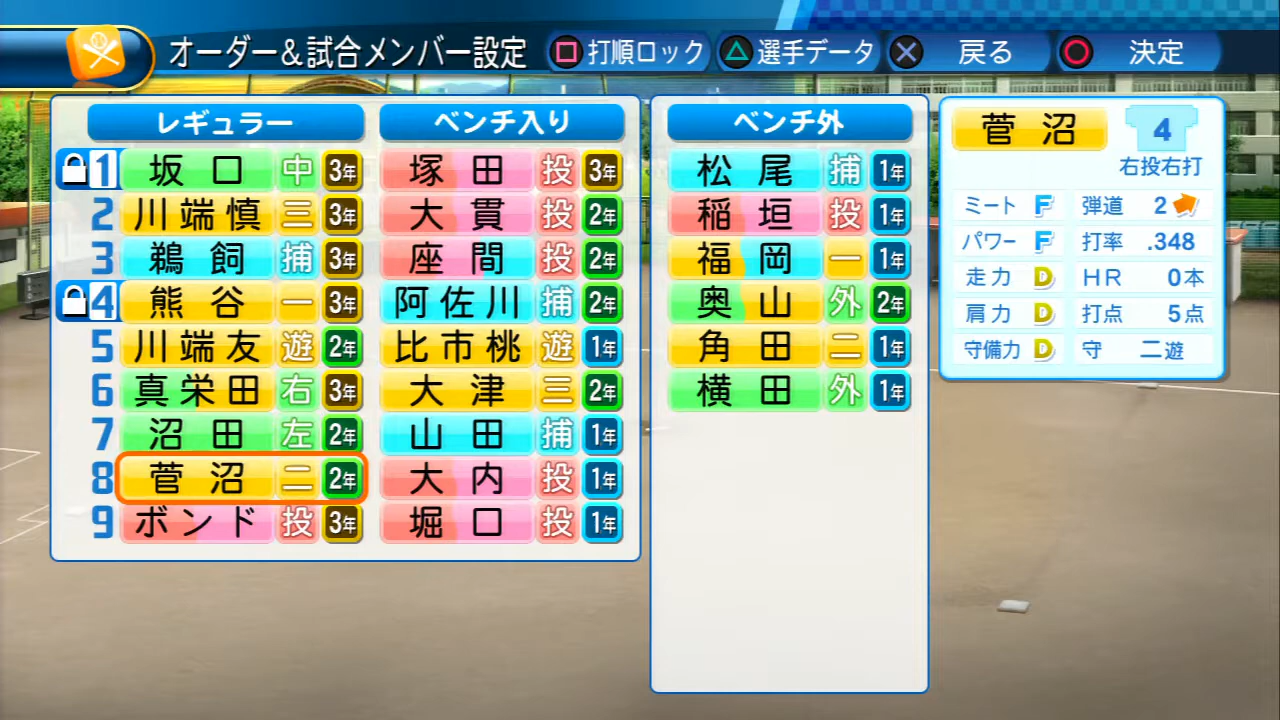 オーダー＆試合メンバー設定 打順ロック 選手データ 戻る 決定
レギュラー ベンチ入り ベンチ外
1 坂口 中 3年 塚田 投 3年 松尾 捕 1年
2 川端慎 三 3年 大貫 投 2年 稲垣 投 1年
3 鵜飼 捕 3年 座間 投 2年 福岡 一 1年
4 熊谷 一 3年 阿佐川 捕 2年 奥山 外 2年
5 川端友 遊 2年 比市桃 遊 1年 角田 二 1年
6 真栄田 右 3年 大津 三 2年 横田 外 1年
7 沼田 左 2年 山田 捕 1年
8 菅沼 二 2年 大内 投 1年
9 ボンド 投 3年 堀口 投 1年
菅沼 4
右投右打
ミート F 弾道 2
パワー F 打率 .348
走力 D HR 0本
肩力 D 打点 5点
守備力 D 守 二遊